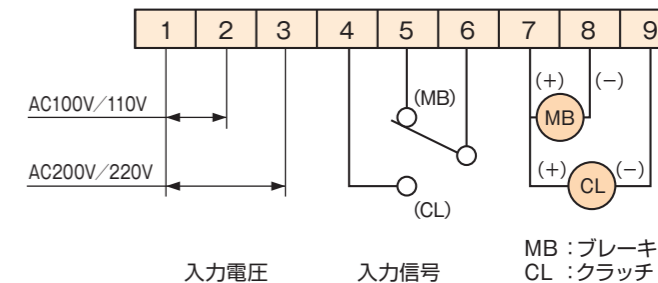 1 2 3 4 5 6 7 8 9
(+) (−)
(MB) MB
AC100V／110V
AC200V／220V
(+) CL (−)
(CL)
入力電圧 入力信号
MB：ブレーキ
CL：クラッチ